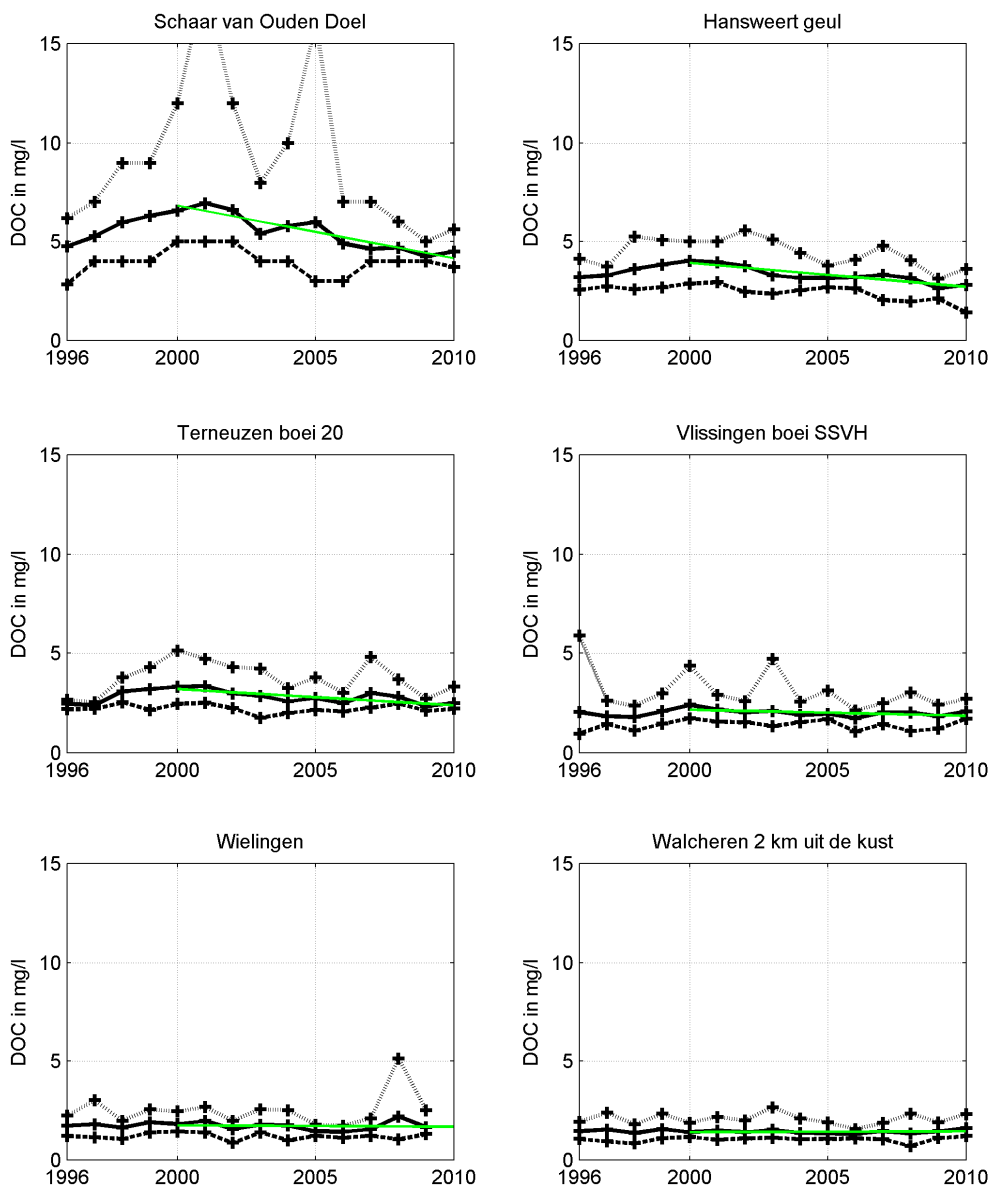 Schaar van Ouden Doel
DOC in mg/l
15
10
5
0
1996 2000 2005 2010
Hansweert geul
DOC in mg/l
15
10
5
0
1996 2000 2005 2010
Terneuzen boei 20
DOC in mg/l
15
10
5
0
1996 2000 2005 2010
Vlissingen boei SSVH
DOC in mg/l
15
10
5
0
1996 2000 2005 2010
Wielingen
DOC in mg/l
15
10
5
0
1996 2000 2005 2010
Walcheren 2 km uit de kust
DOC in mg/l
15
10
5
0
1996 2000 2005 2010